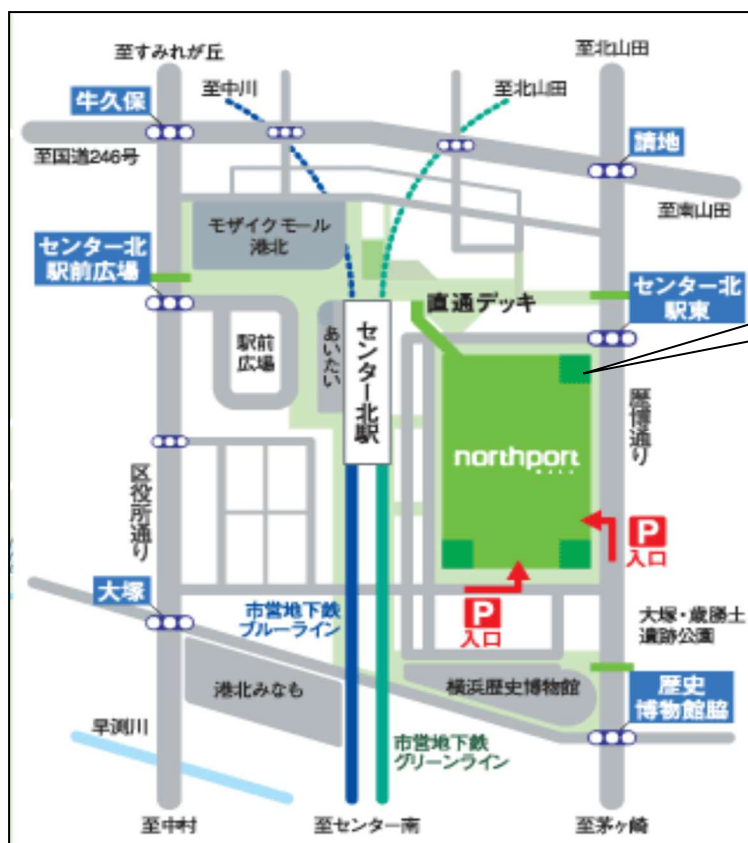 至すみれが丘
至北山田
至中川
至北山田
牛久保
請地
至国道246号
至南山田
モザイクモール
港北
センター北
駅前広場
直通デッキ
センター北
駅東
駅前
広場
あいたい
センター北駅
歴博通り
northport
MALL
区役所通り
P
入口
P
入口
大塚
市営地下鉄
ブルーライン
大塚・歳勝土
遺跡公園
港北みなも
横浜歴史博物館
歴史
博物館脇
早渕川
市営地下鉄
グリーンライン
至中村
至センター南
至茅ヶ崎